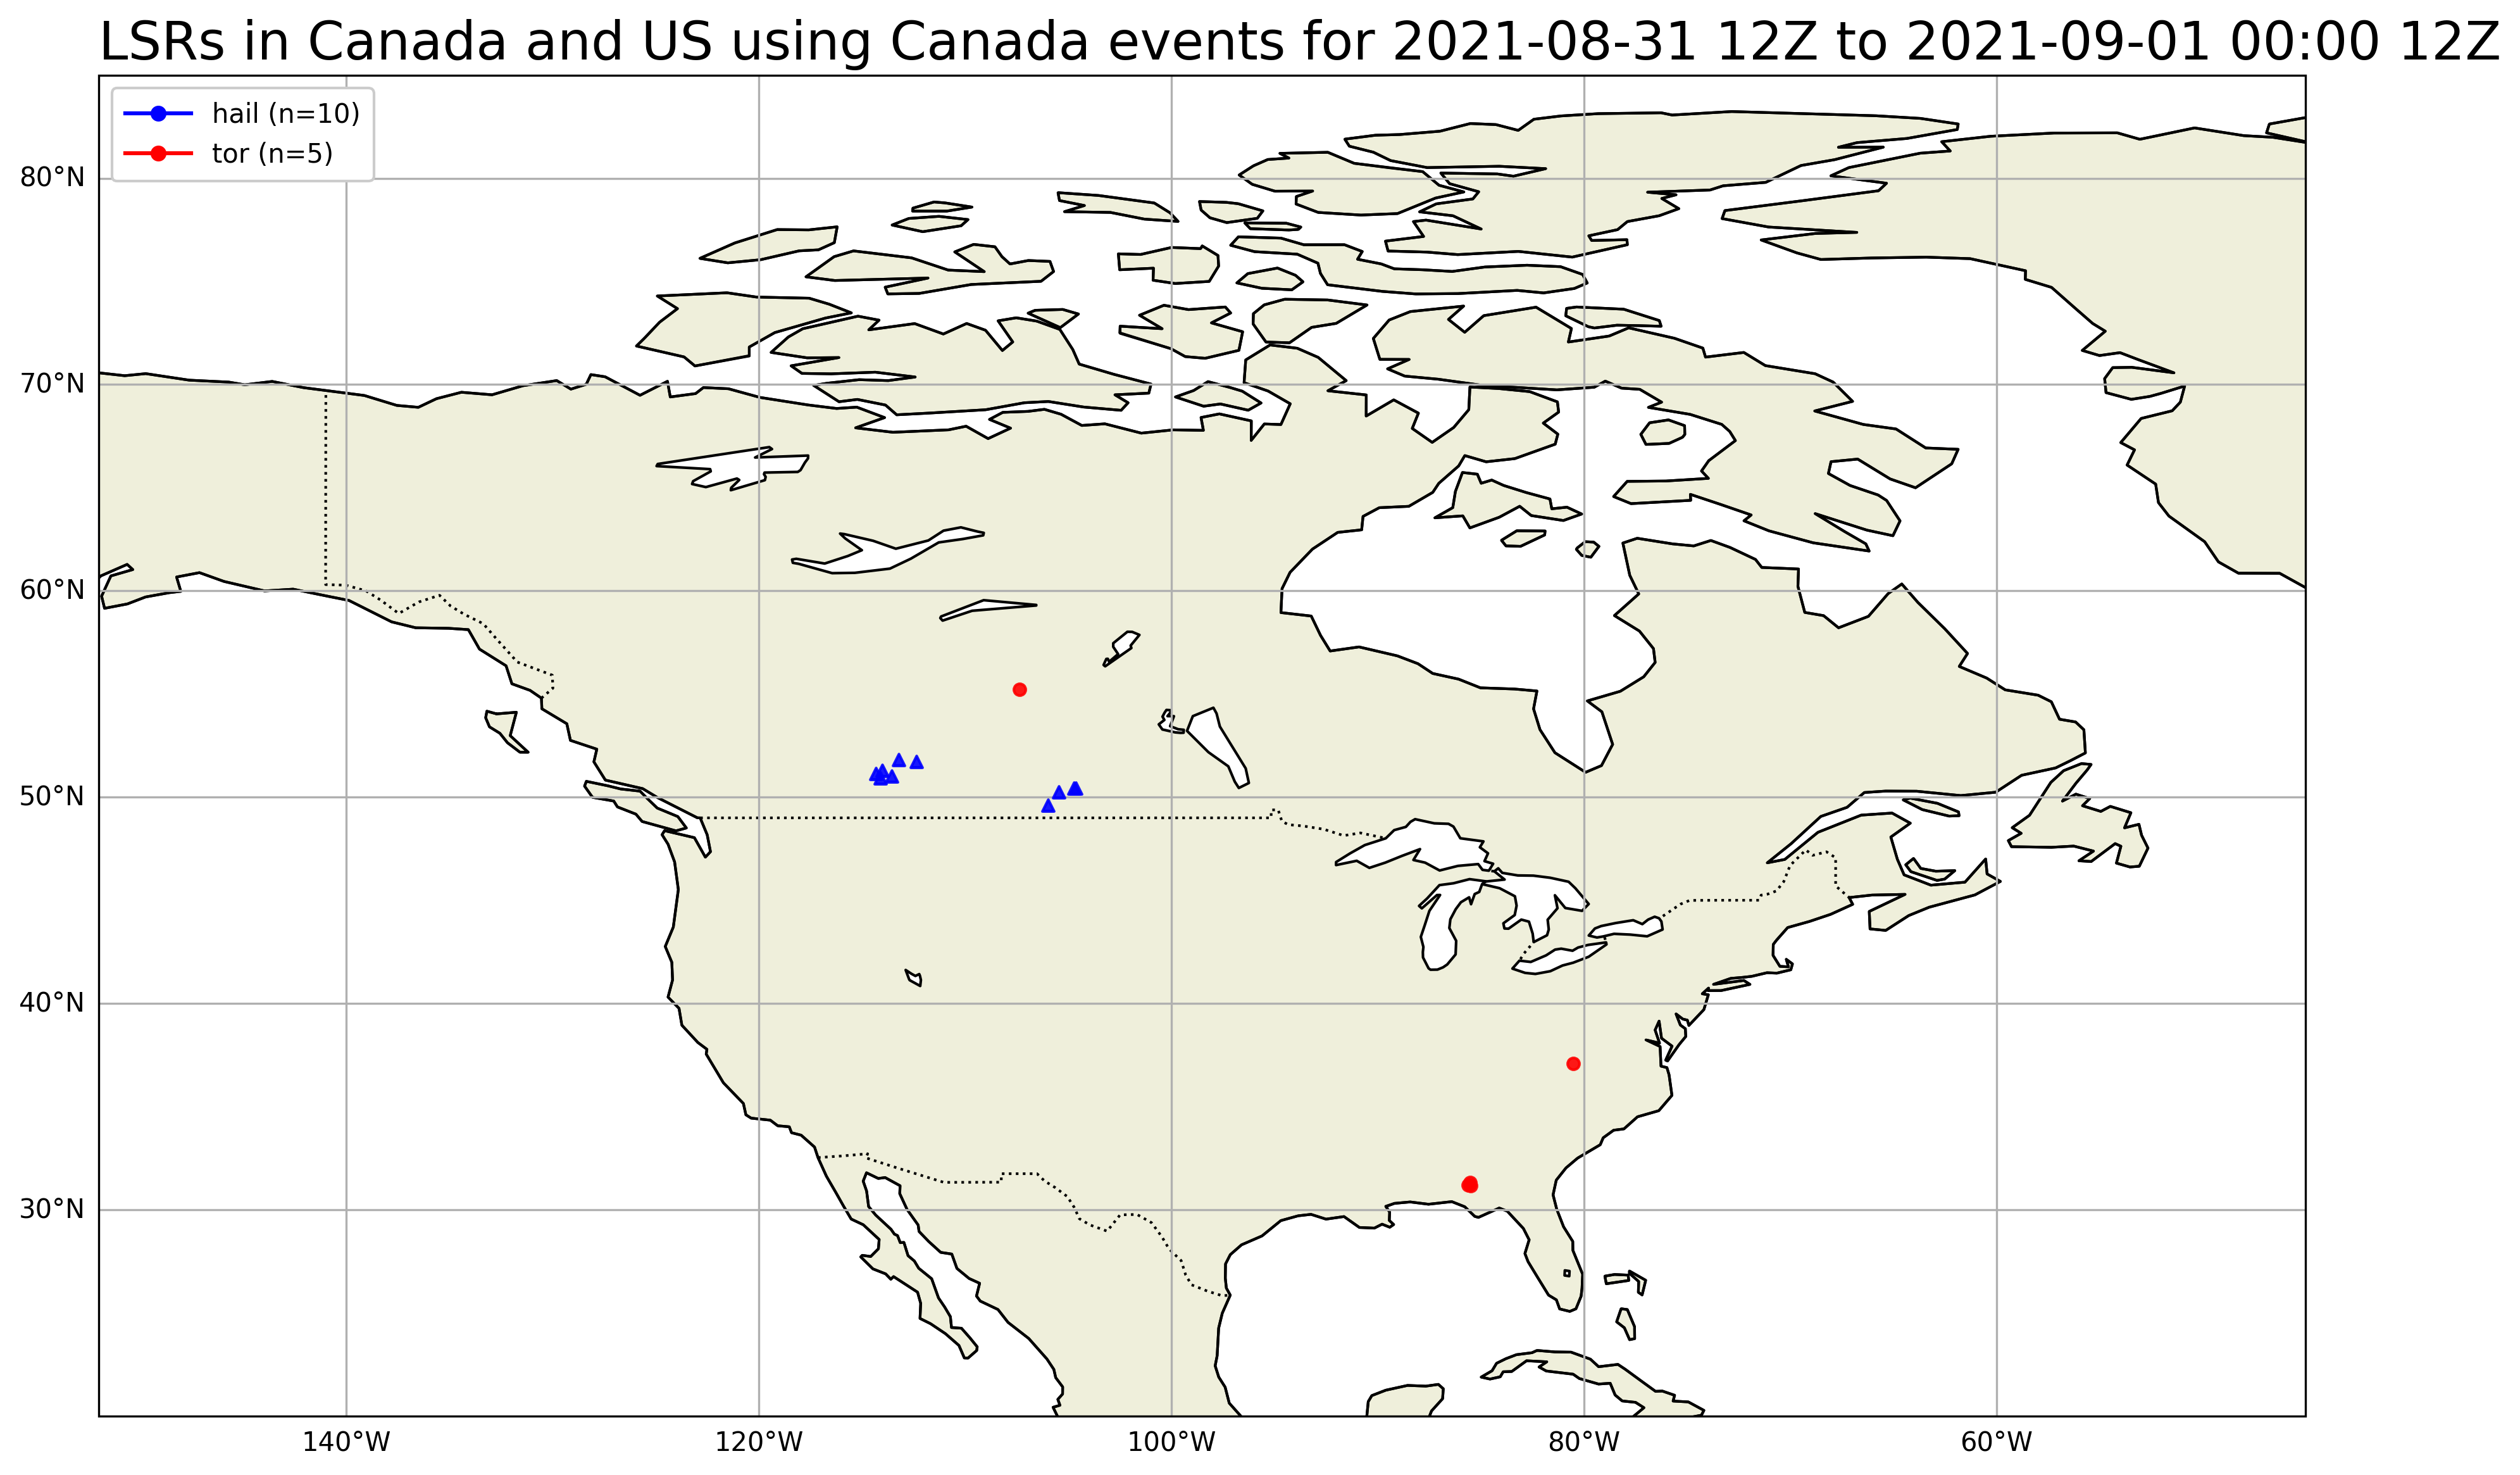 LSRs in Canada and US using Canada events for 2021-08-31 12Z to 2021-09-01 00:00 12Z
hail (n=10)
tor (n=5)
80°N
70°N
60°N
50°N
40°N
30°N
140°W
120°W
100°W
80°W
60°W